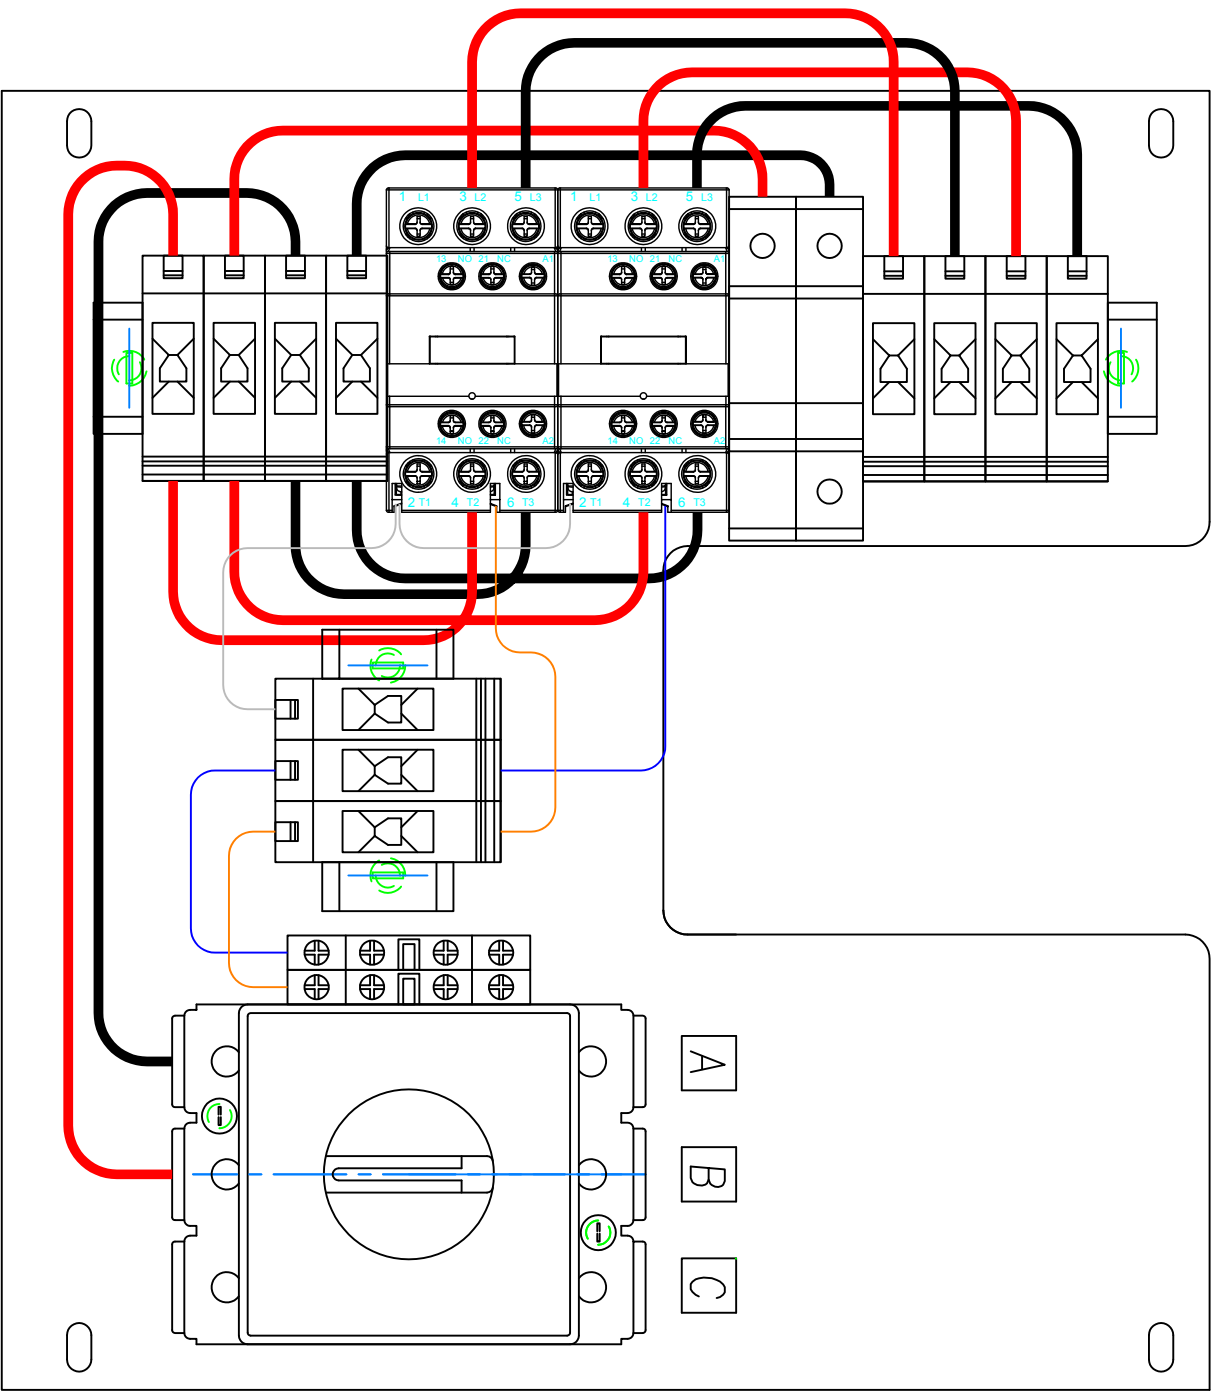 1 L1 3 L2 5 L3 1 L1 3 L2 5 L3
13 NO 21 NC A1 13 NO 21 NC A1
14 NO 22 NC A2 14 NO 22 NC A2
2 T1 4 T2 6 T3 2 T1 4 T2 6 T3
A
B
C